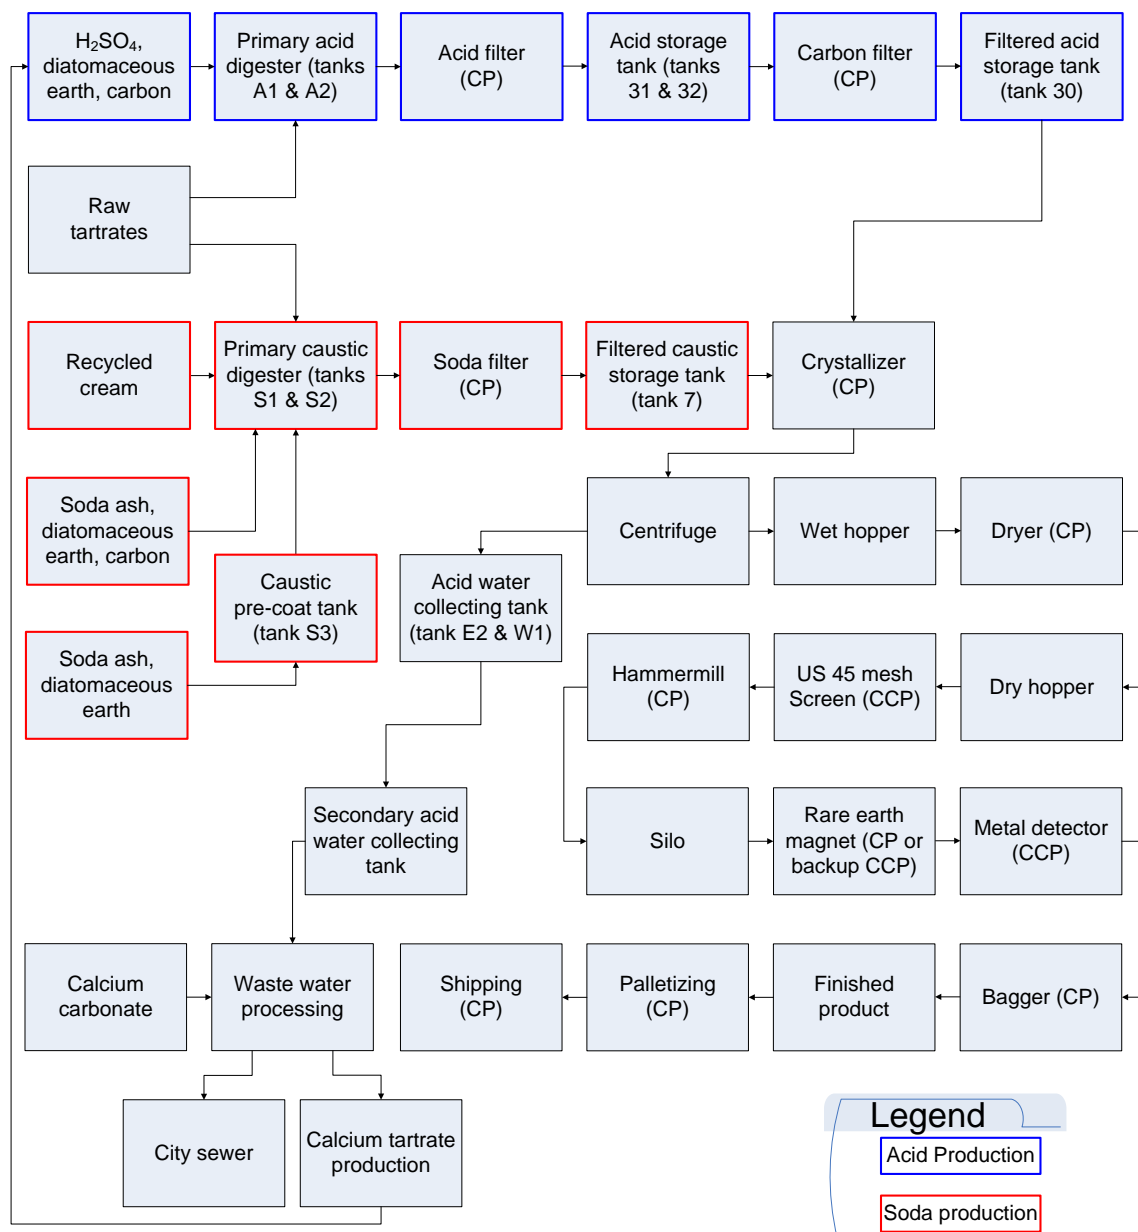 H₂SO₄,
diatomaceous
earth, carbon
Primary acid
digester (tanks
A1 & A2)
Acid filter
(CP)
Acid storage
tank (tanks
31 & 32)
Carbon filter
(CP)
Filtered acid
storage tank
(tank 30)
Raw
tartrates
Recycled
cream
Primary caustic
digester (tanks
S1 & S2)
Soda filter
(CP)
Filtered caustic
storage tank
(tank 7)
Crystallizer
(CP)
Soda ash,
diatomaceous
earth, carbon
Centrifuge
Wet hopper
Dryer (CP)
Caustic
pre-coat tank
(tank S3)
Acid water
collecting tank
(tank E2 & W1)
Soda ash,
diatomaceous
earth
Hammermill
(CP)
US 45 mesh
Screen (CCP)
Dry hopper
Secondary acid
water collecting
tank
Silo
Rare earth
magnet (CP or
backup CCP)
Metal detector
(CCP)
Calcium
carbonate
Waste water
processing
Shipping
(CP)
Palletizing
(CP)
Finished
product
Bagger (CP)
City sewer
Calcium tartrate
production
Legend
Acid Production
Soda production